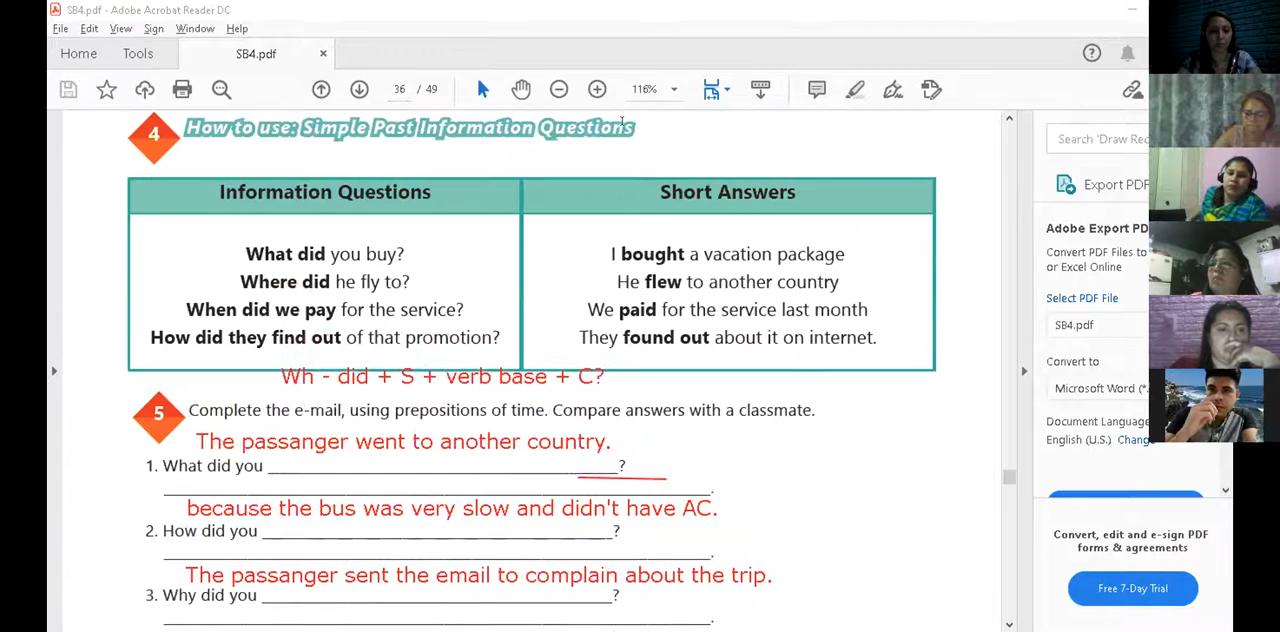 SB4.pdf - Adobe Acrobat Reader DC
File Edit View Sign Window Help
Home Tools SB4.pdf
36 / 49 116%
4 How to use: Simple Past Information Questions
Search 'Draw Rec
Information Questions Short Answers
Export PDF
What did you buy? I bought a vacation package
Where did he fly to? He flew to another country
When did we pay for the service? We paid for the service last month
How did they find out of that promotion? They found out about it on internet.
Adobe Export PD
Convert PDF Files to
or Excel Online
Select PDF File
SB4.pdf
Convert to
Microsoft Word (*.
Document Language
English (U.S.) Change
Wh - did + S + verb base + C?
5 Complete the e-mail, using prepositions of time. Compare answers with a classmate.
The passanger went to another country.
1. What did you ?
because the bus was very slow and didn't have AC.
2. How did you ?
The passanger sent the email to complain about the trip.
3. Why did you ?
Convert, edit and e-sign PDF
forms & agreements
Free 7-Day Trial